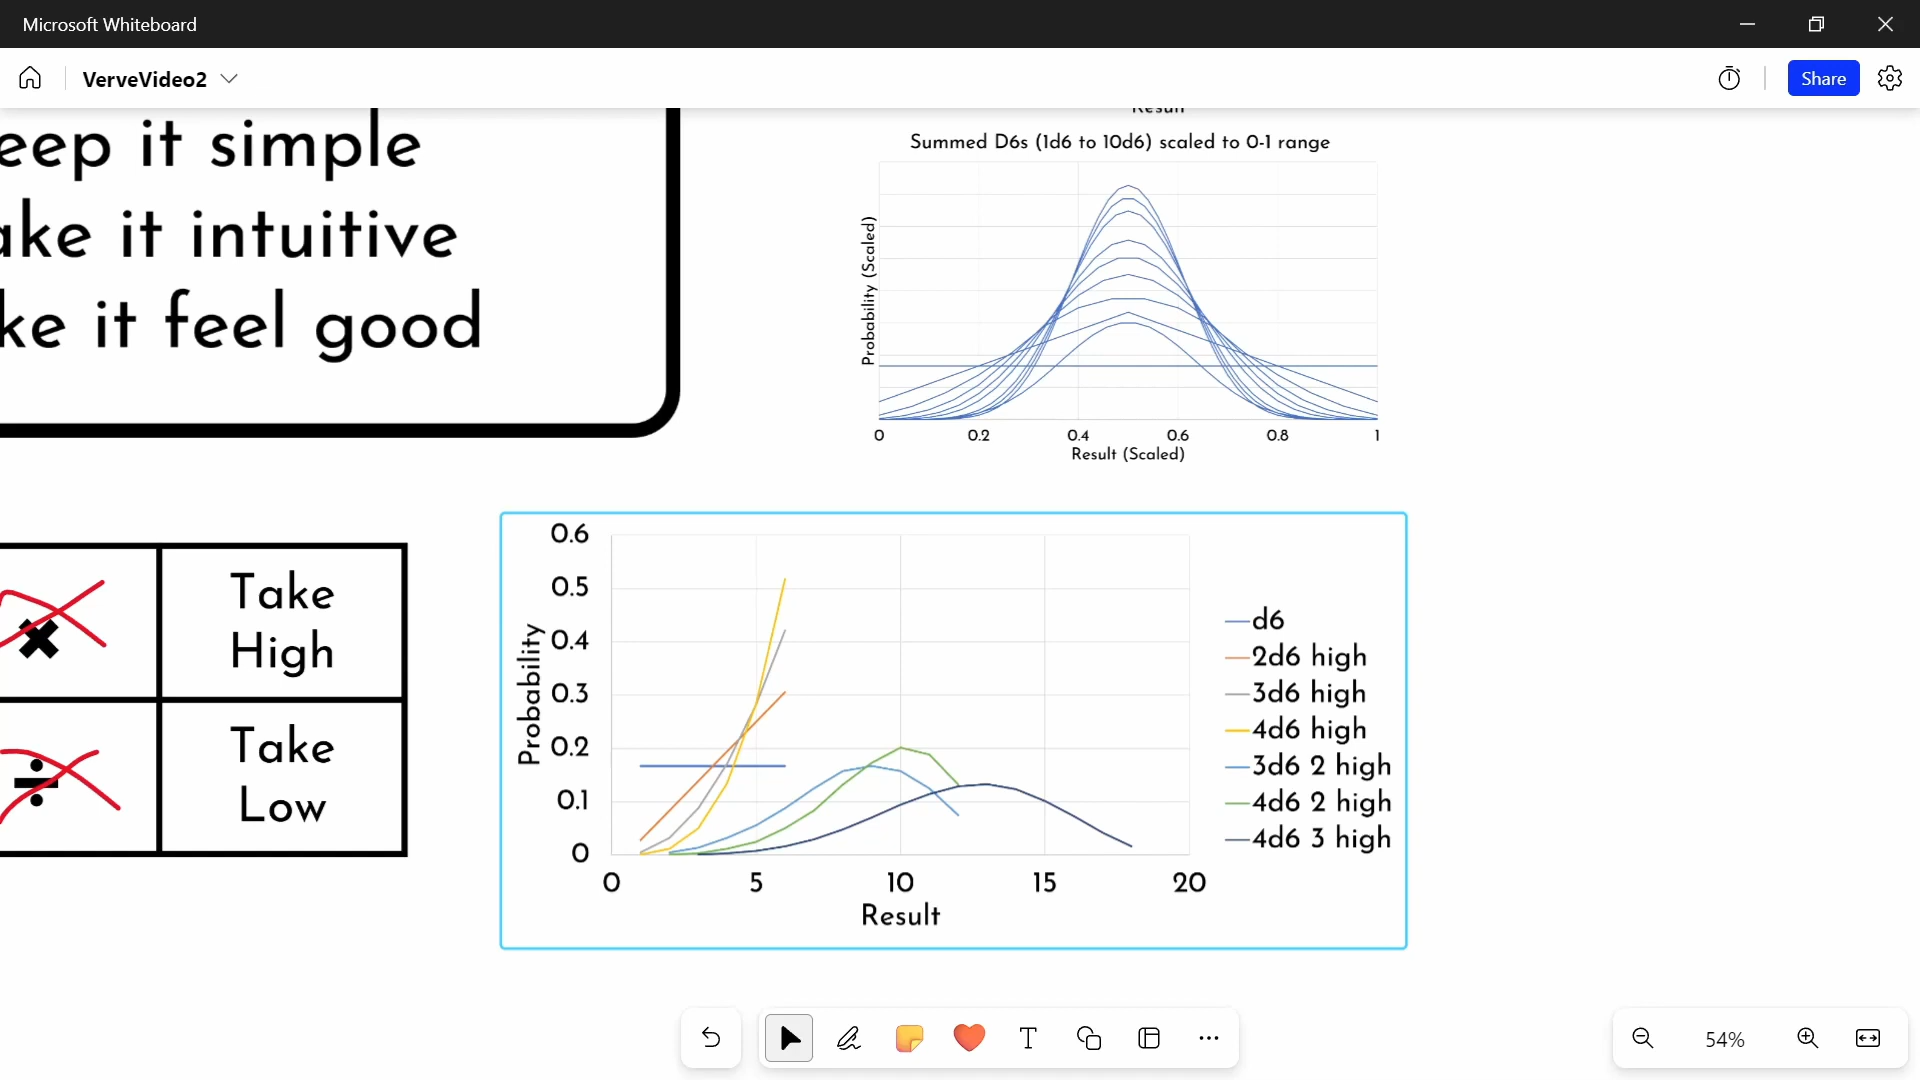 Microsoft Whiteboard
VerveVideo2
Share
eep it simple
ake it intuitive
ke it feel good
Result
Summed D6s (1d6 to 10d6) scaled to 0-1 range
Probability (Scaled)
0 0.2 0.4 0.6 0.8 1
Result (Scaled)
Take
High
Take
Low
0.6
0.5
0.4
0.3
0.2
0.1
0
Probability
0 5 10 15 20
Result
d6
2d6 high
3d6 high
4d6 high
3d6 2 high
4d6 2 high
4d6 3 high
T
54%